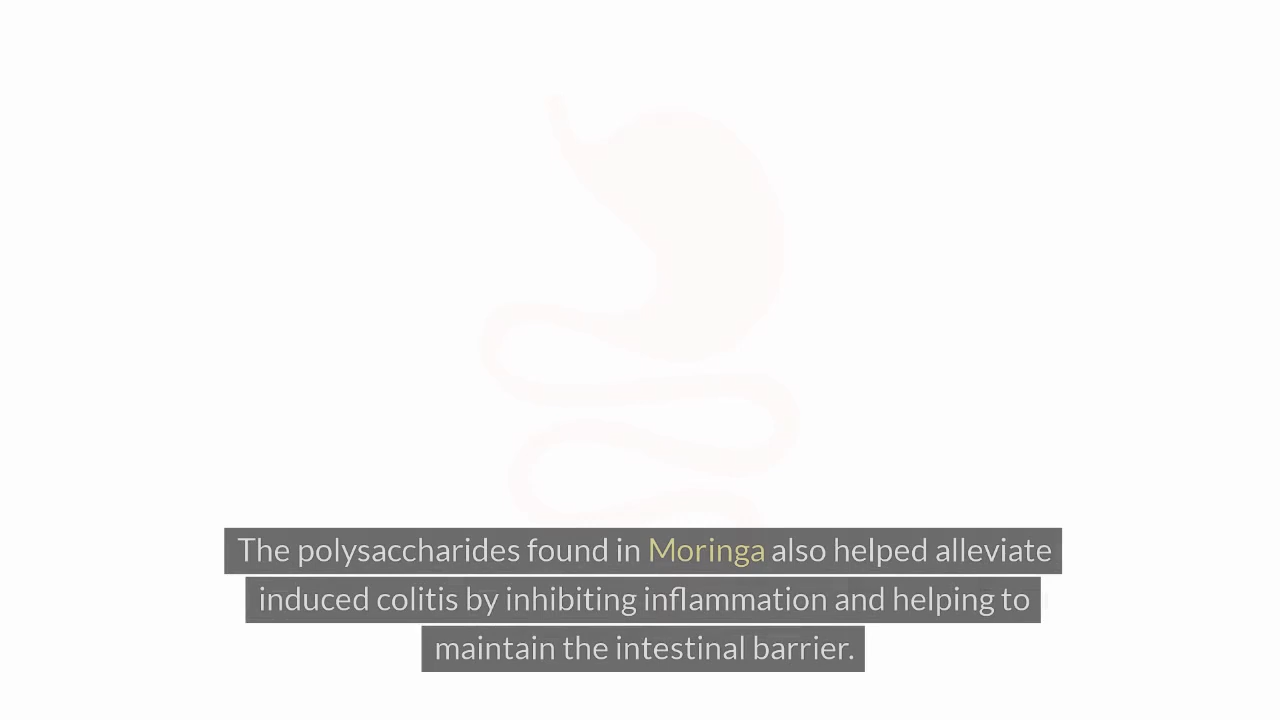 The polysaccharides found in Moringa also helped alleviate
induced colitis by inhibiting inflammation and helping to
maintain the intestinal barrier.